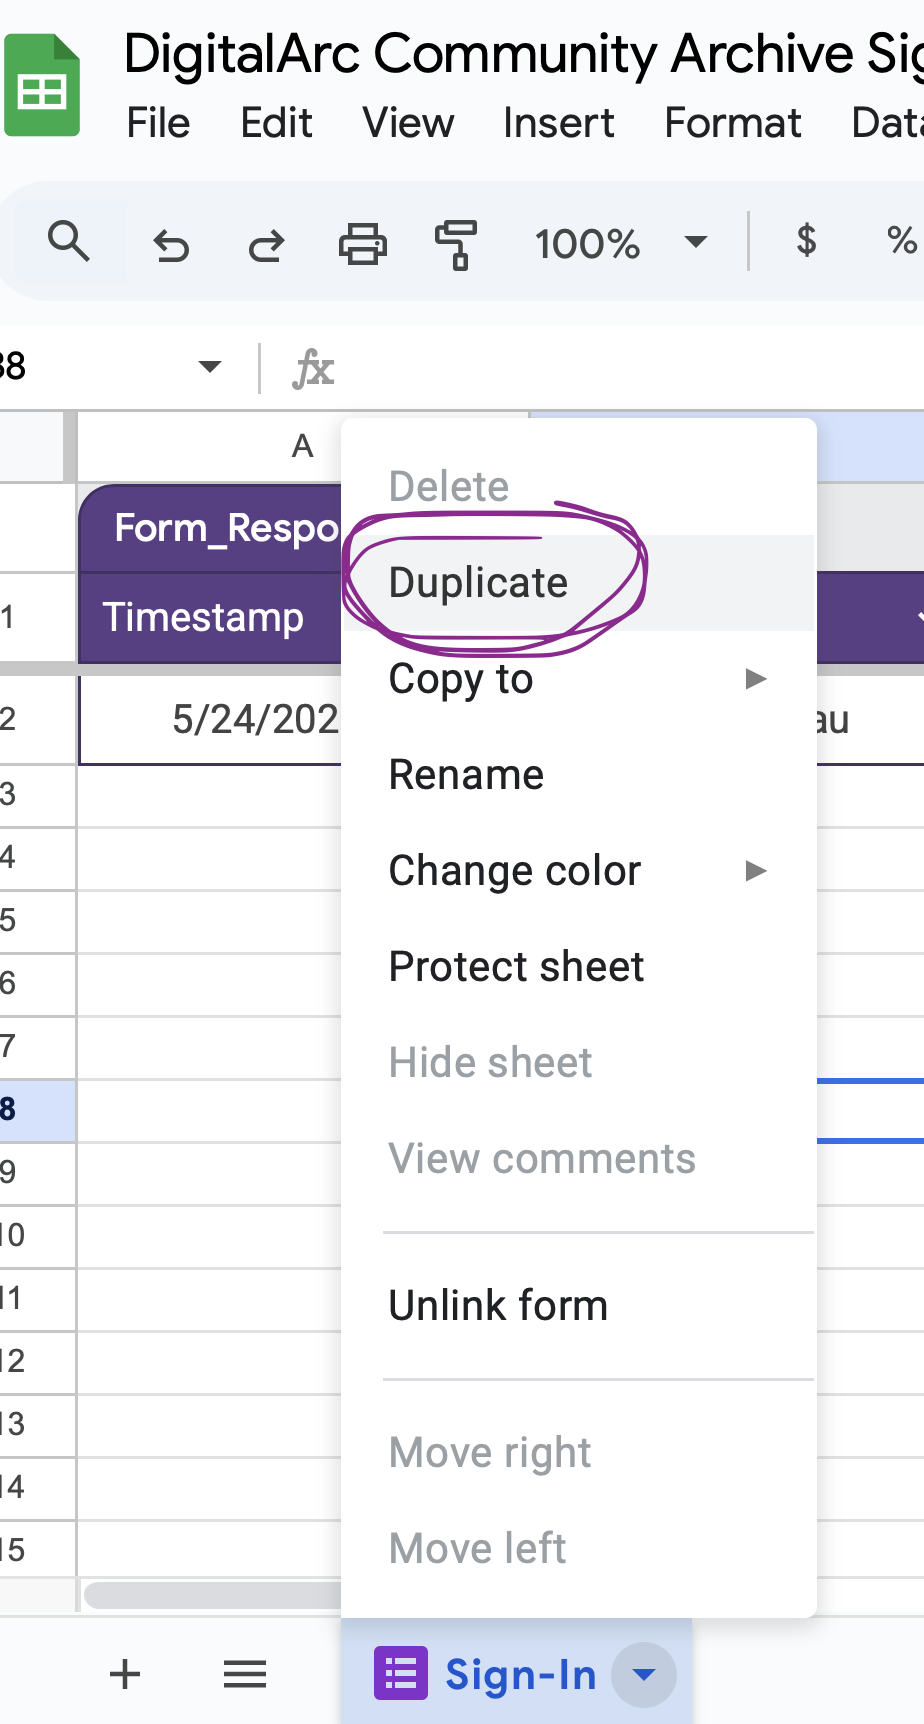 DigitalArc Community Archive Sig
File Edit View Insert Format Data
100% $ %
38 fx
A
Form_Respo
1 Timestamp
2 5/24/202 au
3
4
5
6
7
8
9
10
11
12
13
14
15
Delete
Duplicate
Copy to
Rename
Change color
Protect sheet
Hide sheet
View comments
Unlink form
Move right
Move left
Sign-In